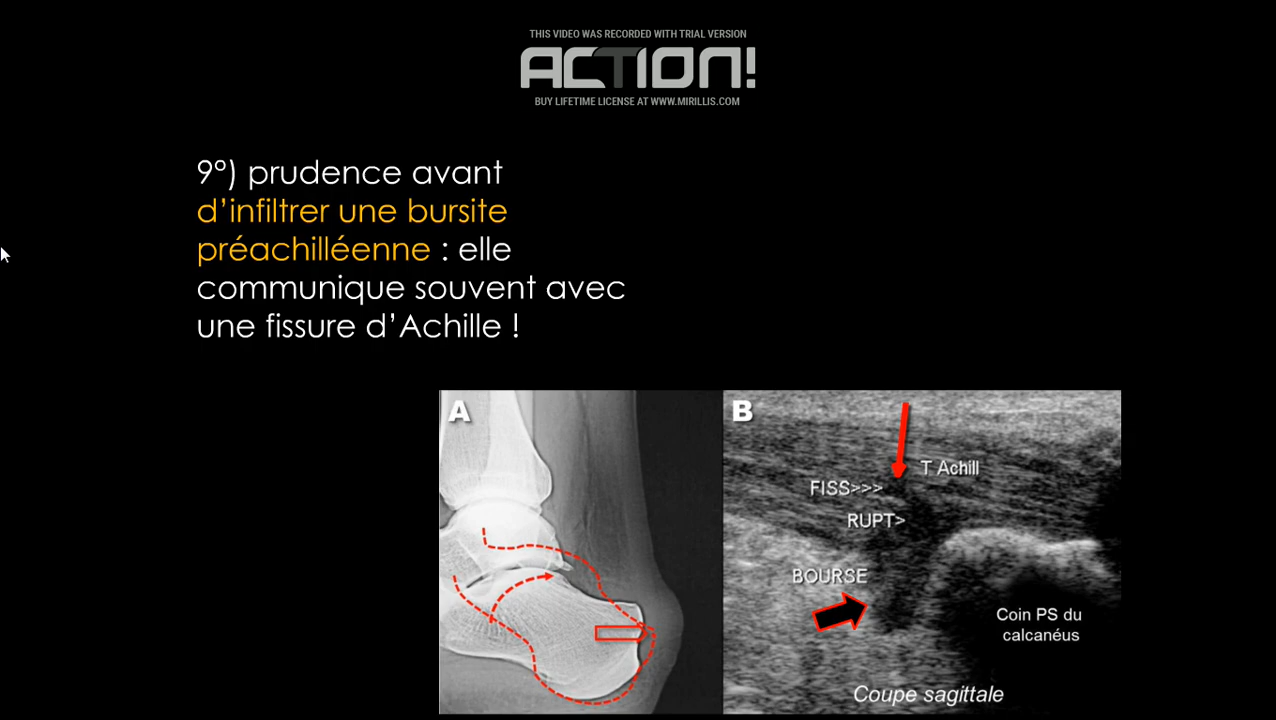 THIS VIDEO WAS RECORDED WITH TRIAL VERSION
ACTION!
BUY LIFETIME LICENSE AT WWW.MIRILLIS.COM
9°) prudence avant
d’infiltrer une bursite
préachilléenne : elle
communique souvent avec
une fissure d’Achille !
A
B
T Achill
FISS>>>
RUPT>
BOURSE
Coin PS du
calcanéus
Coupe sagittale